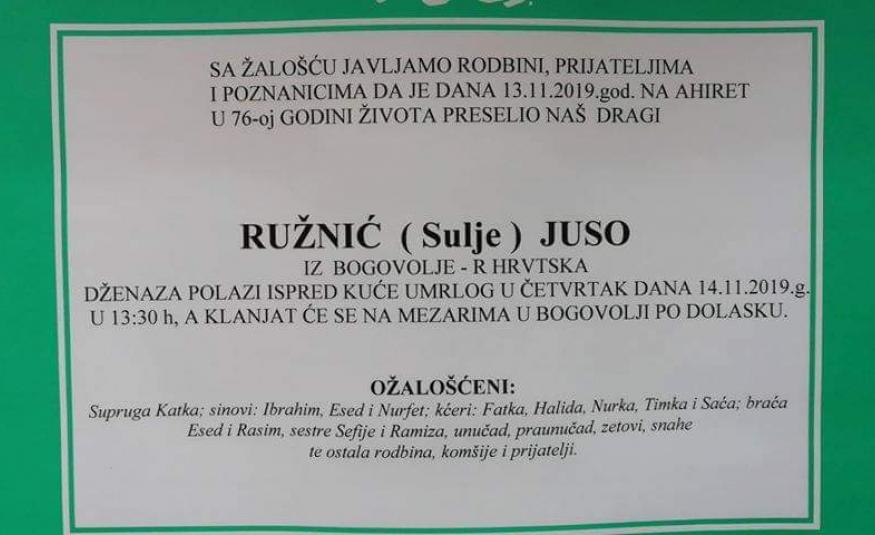 SA ŽALOŠĆU JAVLJAMO RODBINI, PRIJATELJIMA
I POZNANICIMA DA JE DANA 13.11.2019.god. NA AHIRET
U 76-oj GODINI ŽIVOTA PRESELIO NAŠ DRAGI
RUŽNIĆ ( Sulje ) JUSO
IZ BOGOVOLJE - R HRVTSKA
DŽENAZA POLAZI ISPRED KUĆE UMRLOG U ČETVRTAK DANA 14.11.2019.g.
U 13:30 h, A KLANJAT ĆE SE NA MEZARIMA U BOGOVOLJI PO DOLASKU.
OŽALOŠĆENI:
Supruga Katka; sinovi: Ibrahim, Esed i Nurfet; kćeri: Fatka, Halida, Nurka, Timka i Saća; braća
Esed i Rasim, sestre Sefije i Ramiza, unučad, praunučad, zetovi, snahe
te ostala rodbina, komšije i prijatelji.